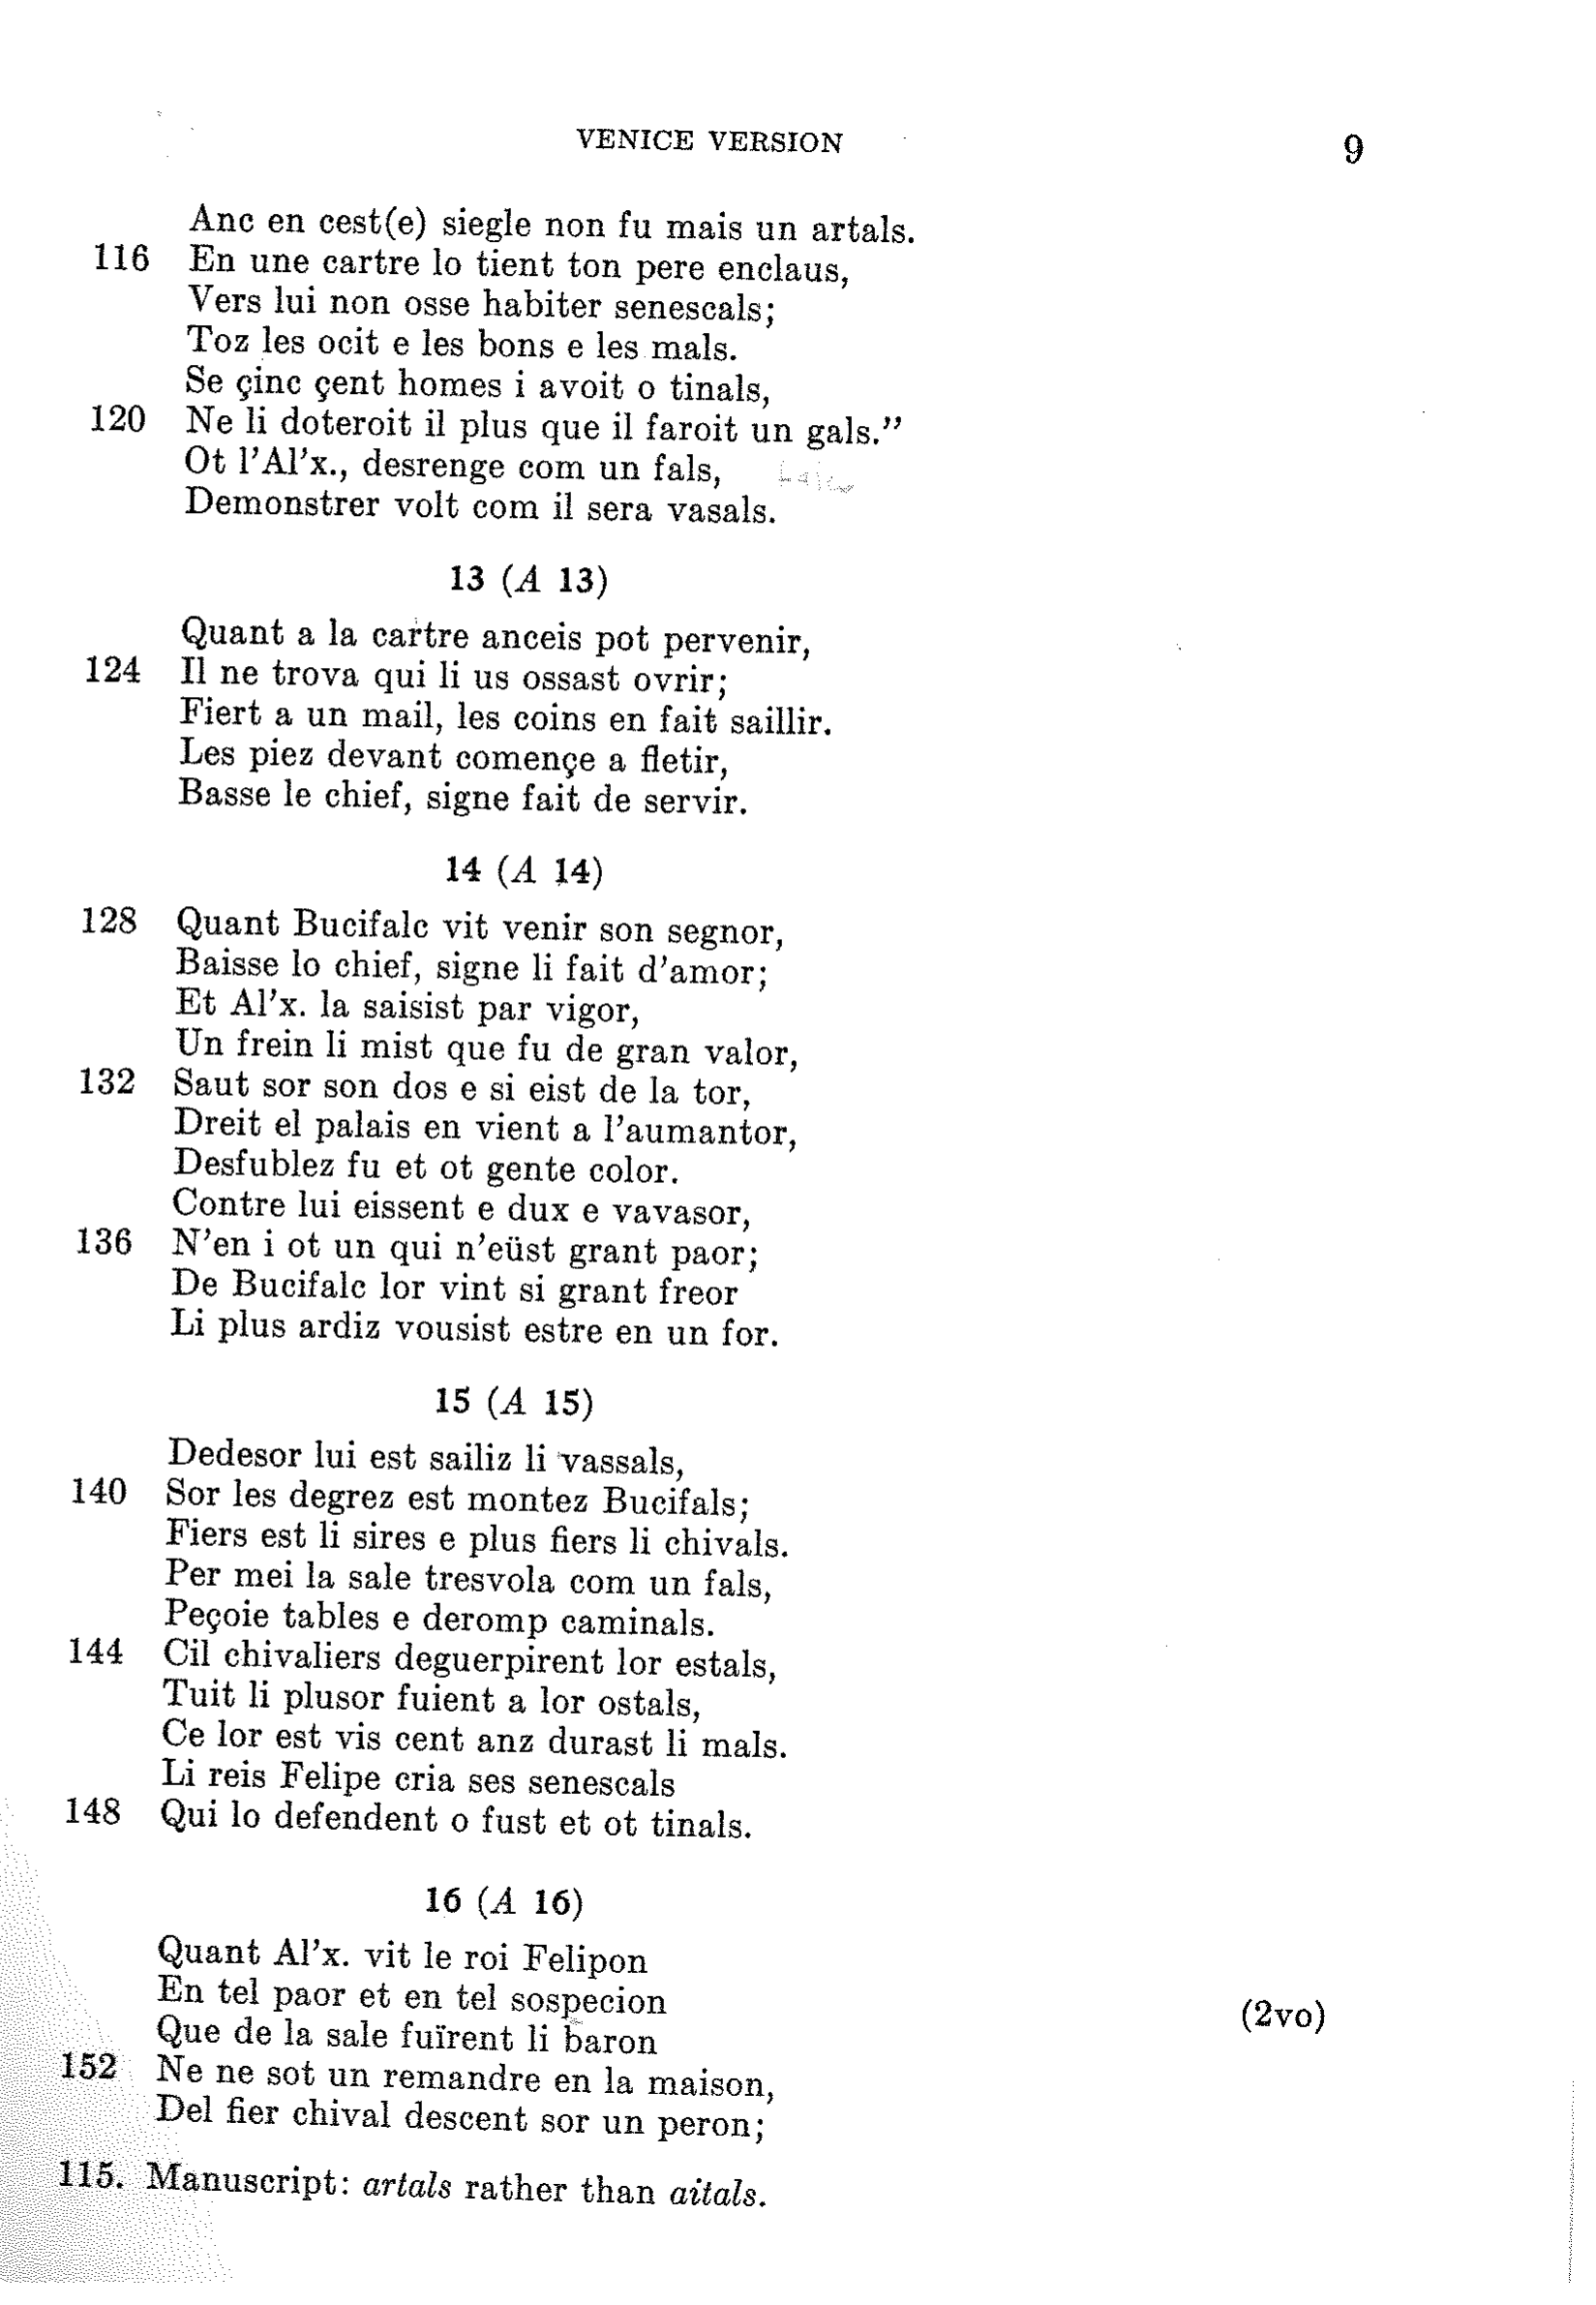 VENICE VERSION 9
Anc en cest(e) siegle non fu mais un artals.
116 En une cartre lo tient ton pere enclaus,
Vers lui non osse habiter senescals;
Toz les ocit e les bons e les mals.
Se çinc çent homes i avoit o tinals,
120 Ne li doteroit il plus que il faroit un gals.”
Ot l’Al’x., desrenge com un fals,
Demonstrer volt com il sera vasals.
13 (A 13)
Quant a la cartre anceis pot pervenir,
124 Il ne trova qui li us ossast ovrir;
Fiert a un mail, les coins en fait saillir.
Les piez devant començe a fletir,
Basse le chief, signe fait de servir.
14 (A 14)
128 Quant Bucifalc vit venir son segnor,
Baisse lo chief, signe li fait d’amor;
Et Al’x. la saisist par vigor,
Un frein li mist que fu de gran valor,
132 Saut sor son dos e si eist de la tor,
Dreit el palais en vient a l’aumantor,
Desfublez fu et ot gente color.
Contre lui eissent e dux e vavasor,
136 N’en i ot un qui n’eüst grant paor;
De Bucifalc lor vint si grant freor
Li plus ardiz vousist estre en un for.
15 (A 15)
Dedesor lui est sailiz li vassals,
140 Sor les degrez est montez Bucifals;
Fiers est li sires e plus fiers li chivals.
Per mei la sale tresvola com un fals,
Peçoie tables e deromp caminals.
144 Cil chivaliers deguerpirent lor estals,
Tuit li plusor fuient a lor ostals,
Ce lor est vis cent anz durast li mals.
Li reis Felipe cria ses senescals
148 Qui lo defendent o fust et ot tinals.
16 (A 16)
Quant Al’x. vit le roi Felipon
En tel paor et en tel sospecion (2vo)
Que de la sale fuïrent li baron
152 Ne ne sot un remandre en la maison,
Del fier chival descent sor un peron;
115. Manuscript: artals rather than aitals.